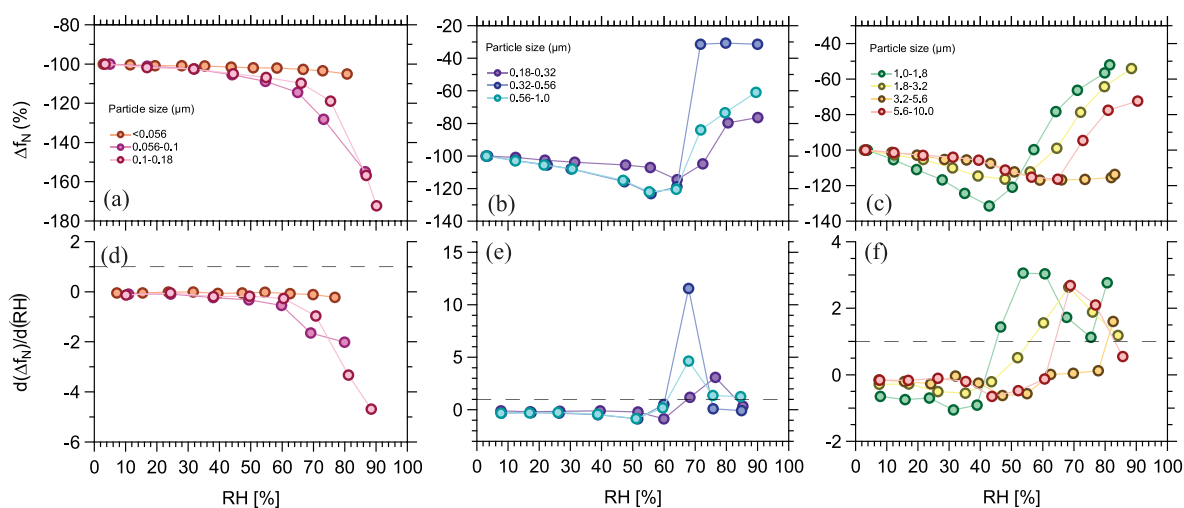 -20
-40
-60
-80
-100
-120
-140
-160
-180
Δf_N (%)
Particle size (μm)
<0.056
0.056-0.1
0.1-0.18
(a)
-20
-40
-60
-80
-100
-120
-140
Particle size (μm)
0.18-0.32
0.32-0.56
0.56-1.0
(b)
-40
-60
-80
-100
-120
-140
Particle size (μm)
1.0-1.8
1.8-3.2
3.2-5.6
5.6-10.0
(c)
2
0
-2
-4
-6
d(Δf_N)/d(RH)
(d)
0 10 20 30 40 50 60 70 80 90 100
RH [%]
15
10
5
0
(e)
0 10 20 30 40 50 60 70 80 90 100
RH [%]
4
2
0
-2
(f)
0 10 20 30 40 50 60 70 80 90 100
RH [%]